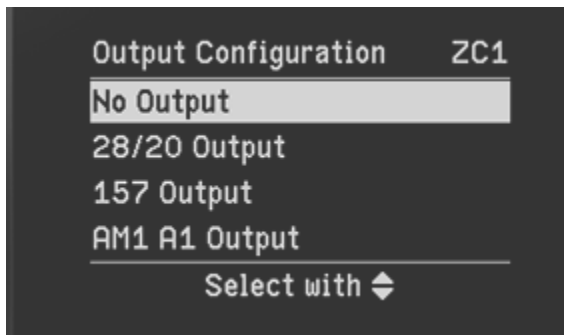 Output Configuration ZC1
No Output
28/20 Output
157 Output
AM1 A1 Output
Select with